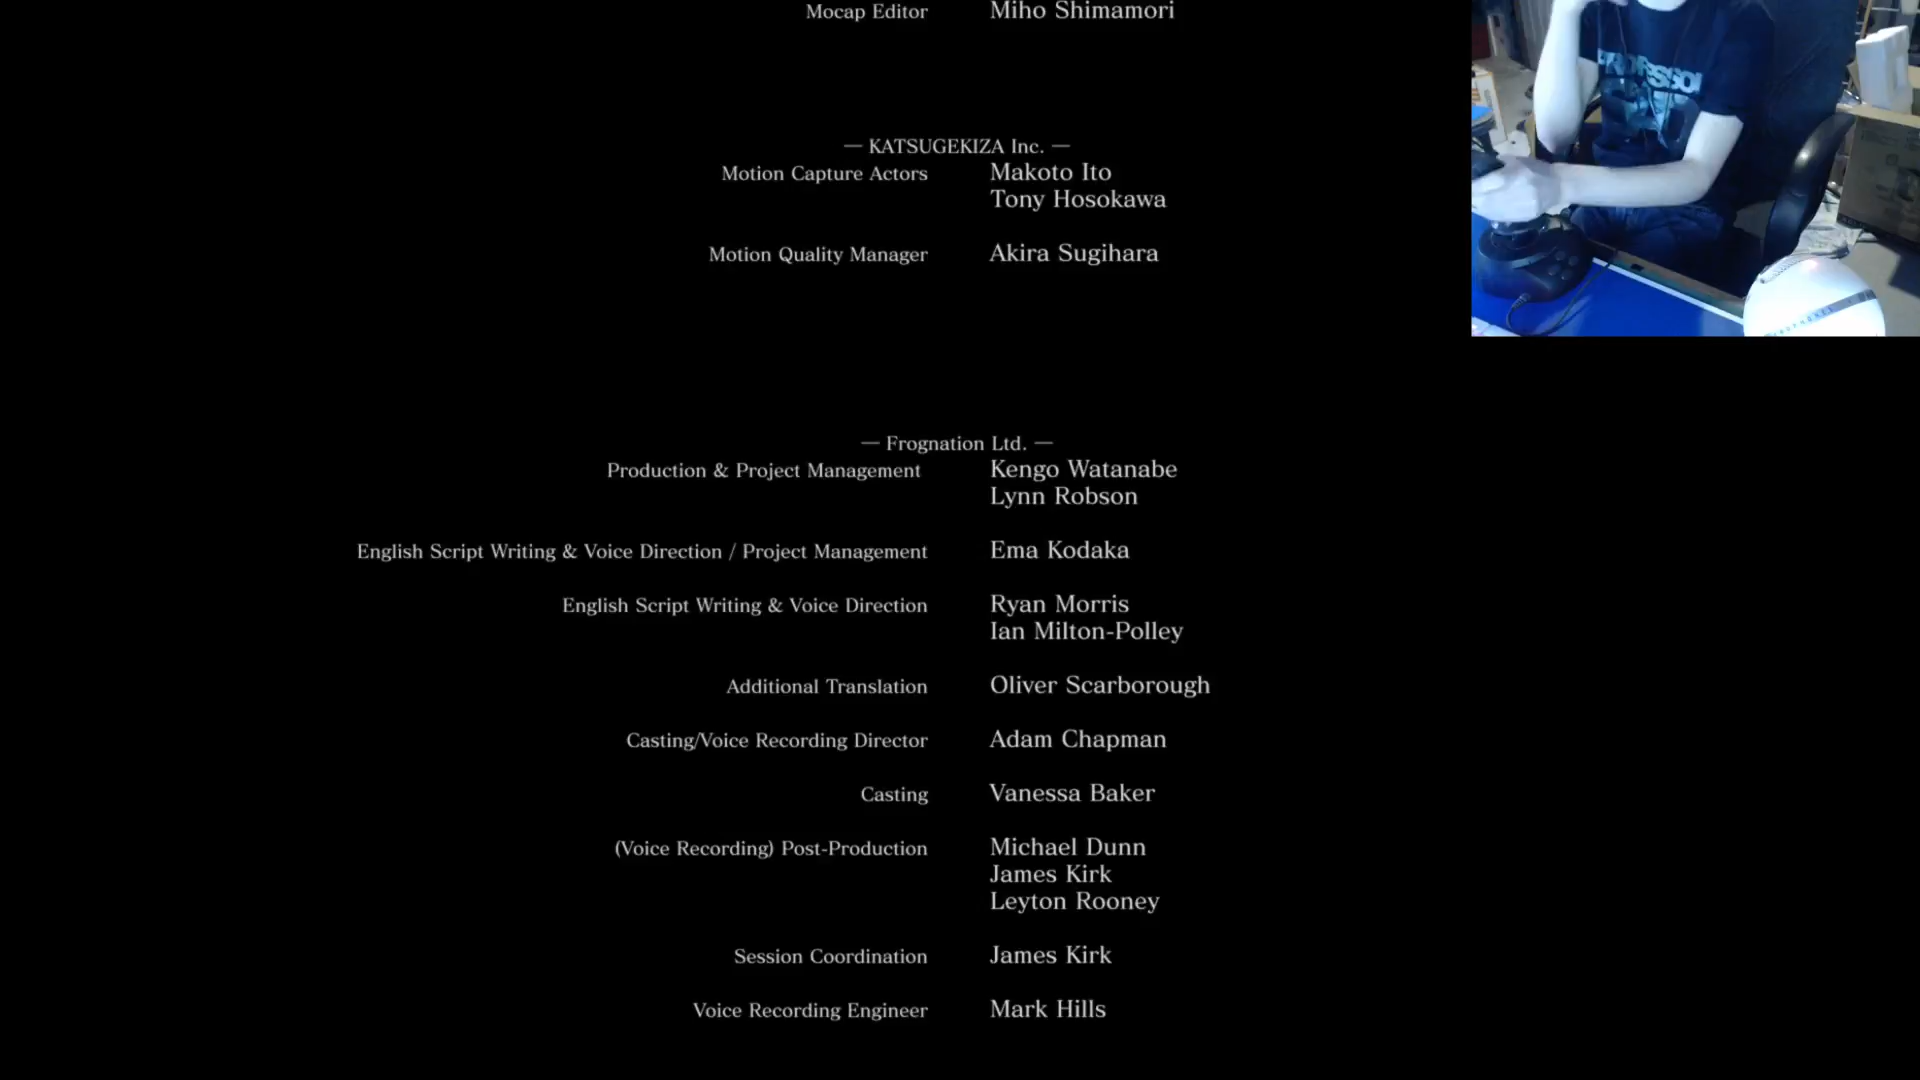 Mocap Editor Miho Shimamori
— KATSUGEKIZA Inc. —
Motion Capture Actors Makoto Ito
Tony Hosokawa
Motion Quality Manager Akira Sugihara
— Frognation Ltd. —
Production & Project Management Kengo Watanabe
Lynn Robson
English Script Writing & Voice Direction / Project Management Ema Kodaka
English Script Writing & Voice Direction Ryan Morris
Ian Milton-Polley
Additional Translation Oliver Scarborough
Casting/Voice Recording Director Adam Chapman
Casting Vanessa Baker
(Voice Recording) Post-Production Michael Dunn
James Kirk
Leyton Rooney
Session Coordination James Kirk
Voice Recording Engineer Mark Hills